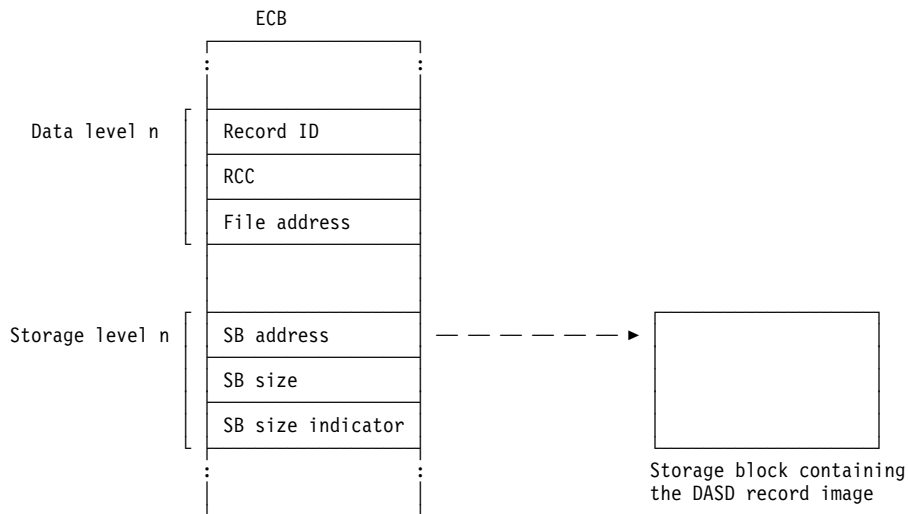 ECB
Data level n
Record ID
RCC
File address
Storage level n
SB address
SB size
SB size indicator
Storage block containing
the DASD record image